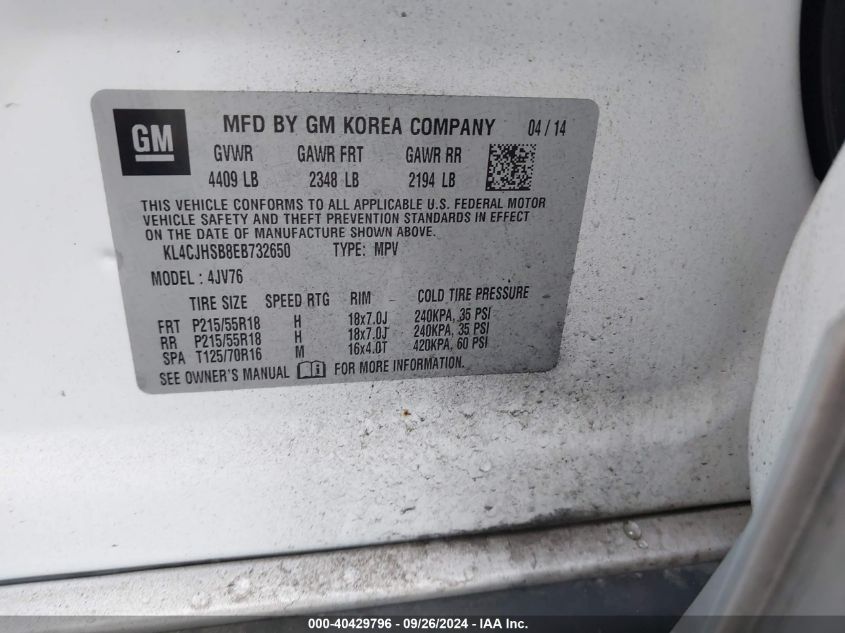 GM
MFD BY GM KOREA COMPANY 04 / 14
GVWR GAWR FRT GAWR RR
4409 LB 2348 LB 2194 LB
THIS VEHICLE CONFORMS TO ALL APPLICABLE U.S. FEDERAL MOTOR
VEHICLE SAFETY AND THEFT PREVENTION STANDARDS IN EFFECT
ON THE DATE OF MANUFACTURE SHOWN ABOVE.
KL4CJHSB8EB732650 TYPE: MPV
MODEL : 4JV76
TIRE SIZE SPEED RTG RIM COLD TIRE PRESSURE
FRT P215/55R18 H 18x7.0J 240KPA, 35 PSI
RR P215/55R18 H 18x7.0J 240KPA, 35 PSI
SPA T125/70R16 M 16x4.0T 420KPA, 60 PSI
SEE OWNER'S MANUAL FOR MORE INFORMATION.
000-40429796 - 09/26/2024 - IAA Inc.